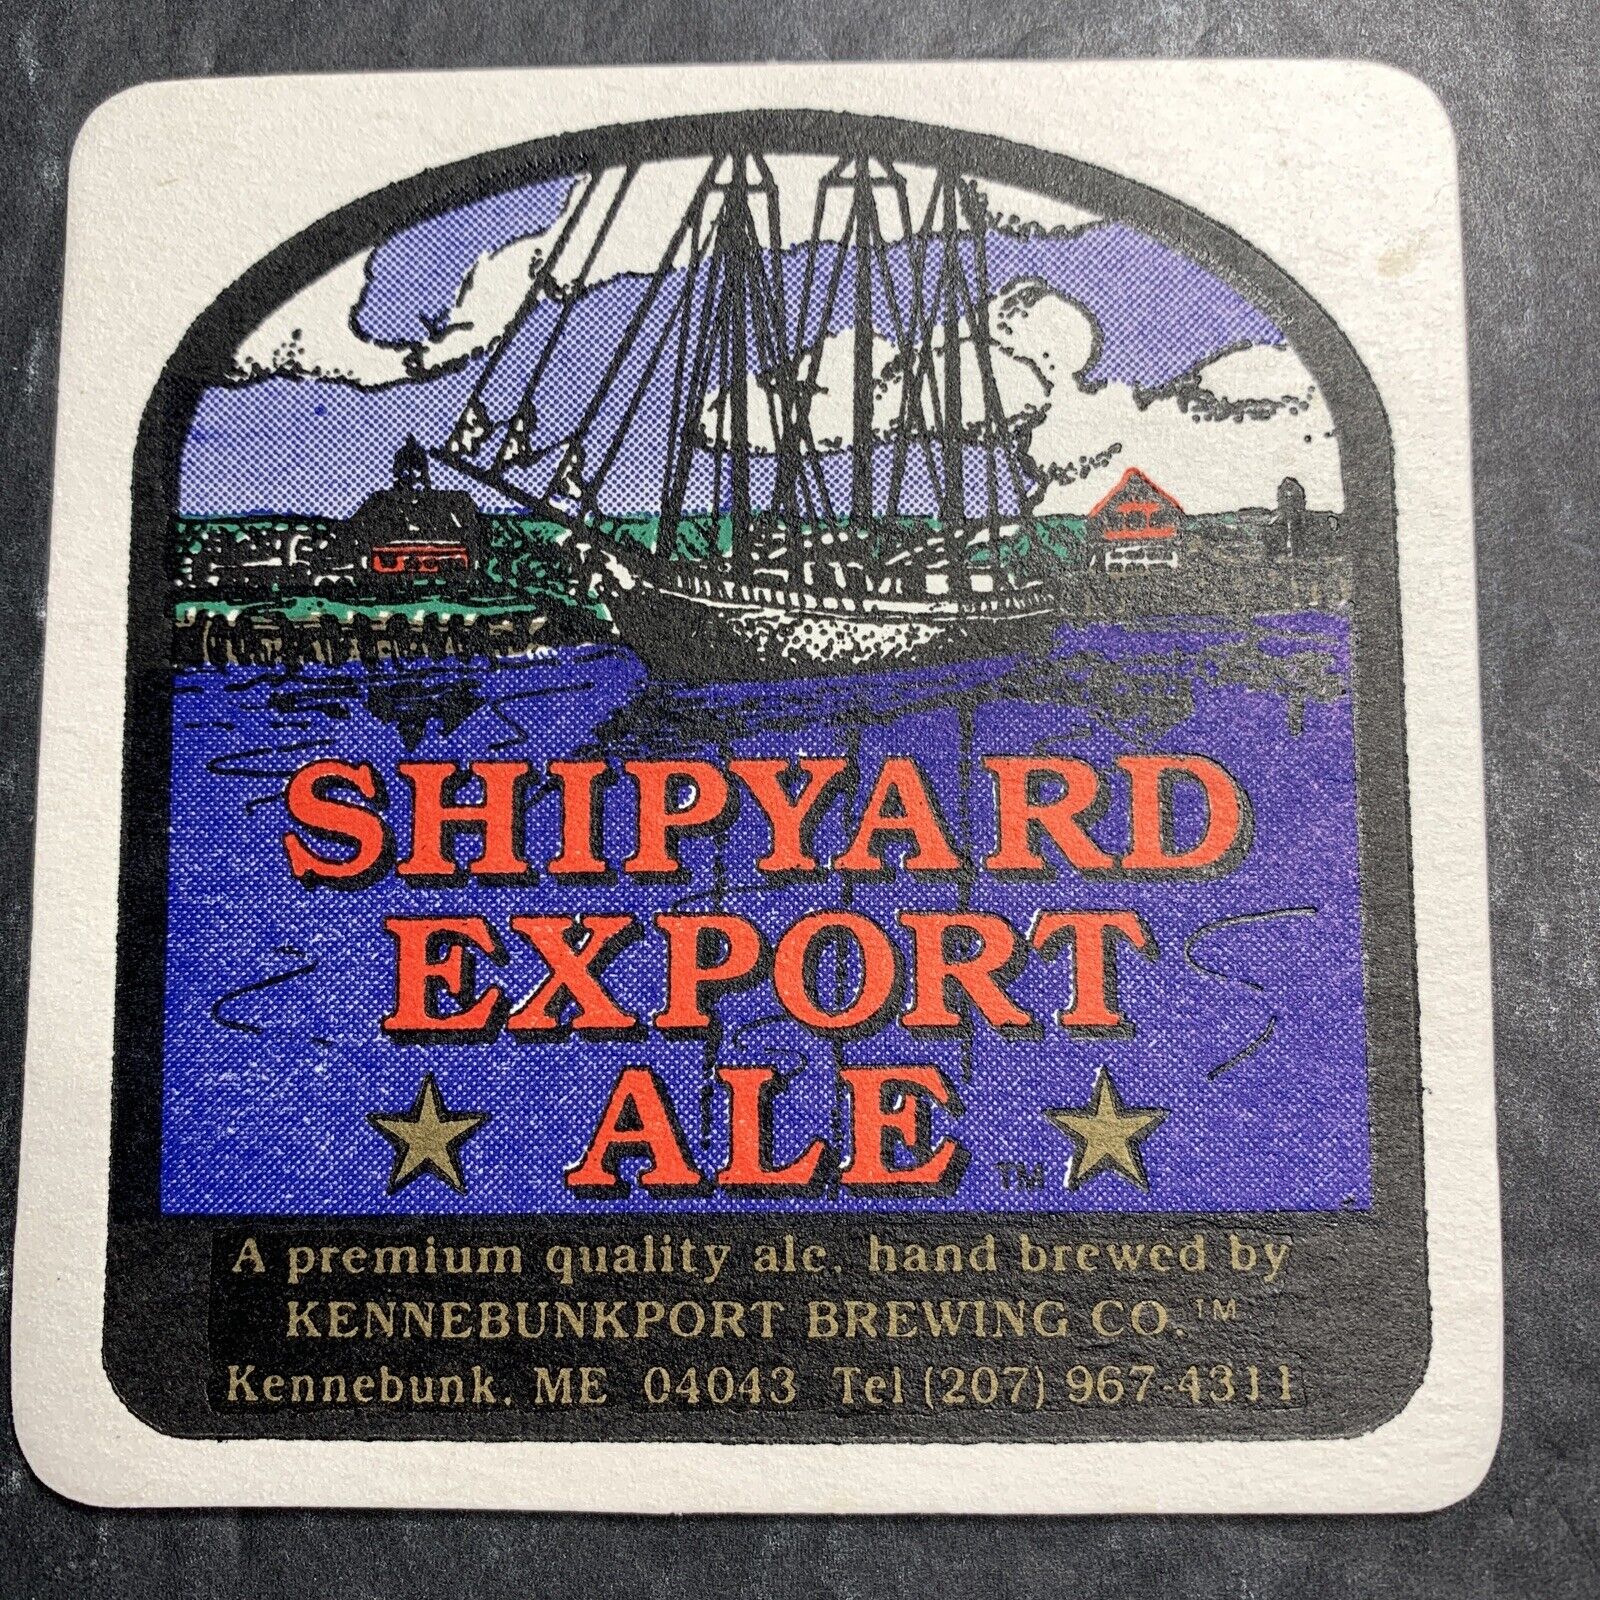 SHIPYARD
EXPORT
ALE ™
A premium quality ale, hand brewed by
KENNEBUNKPORT BREWING CO.™
Kennebunk, ME 04043 Tel (207) 967-4311